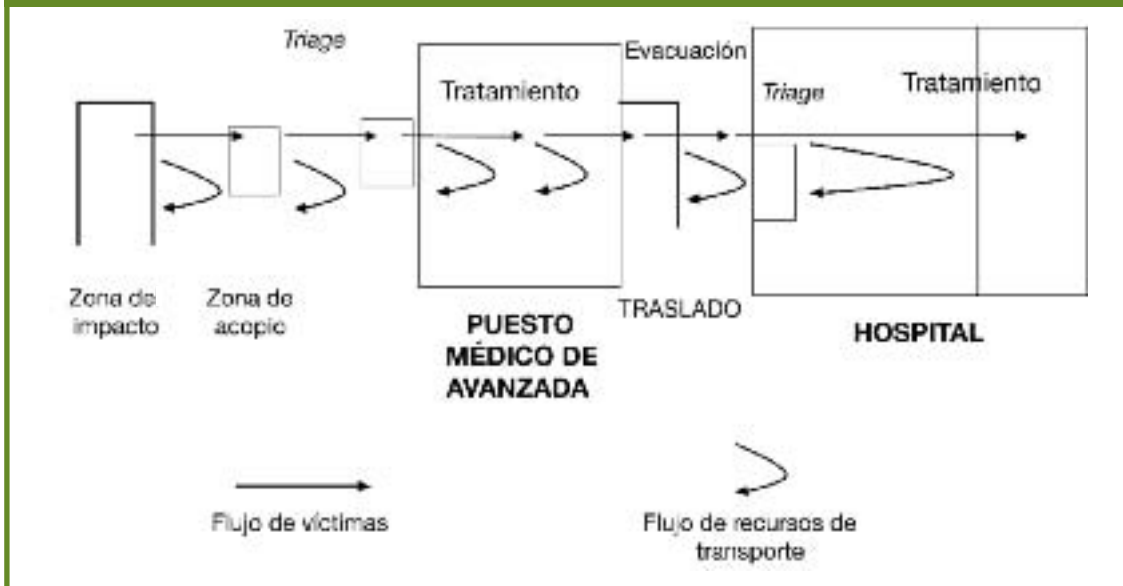 Triage
Evacuación
Tratamiento
Triage
Tratamiento
Zona de
impacto
Zona de
acopio
PUESTO
MÉDICO DE
AVANZADA
TRASLADO
HOSPITAL
Flujo de víctimas
Flujo de recursos de
transporte